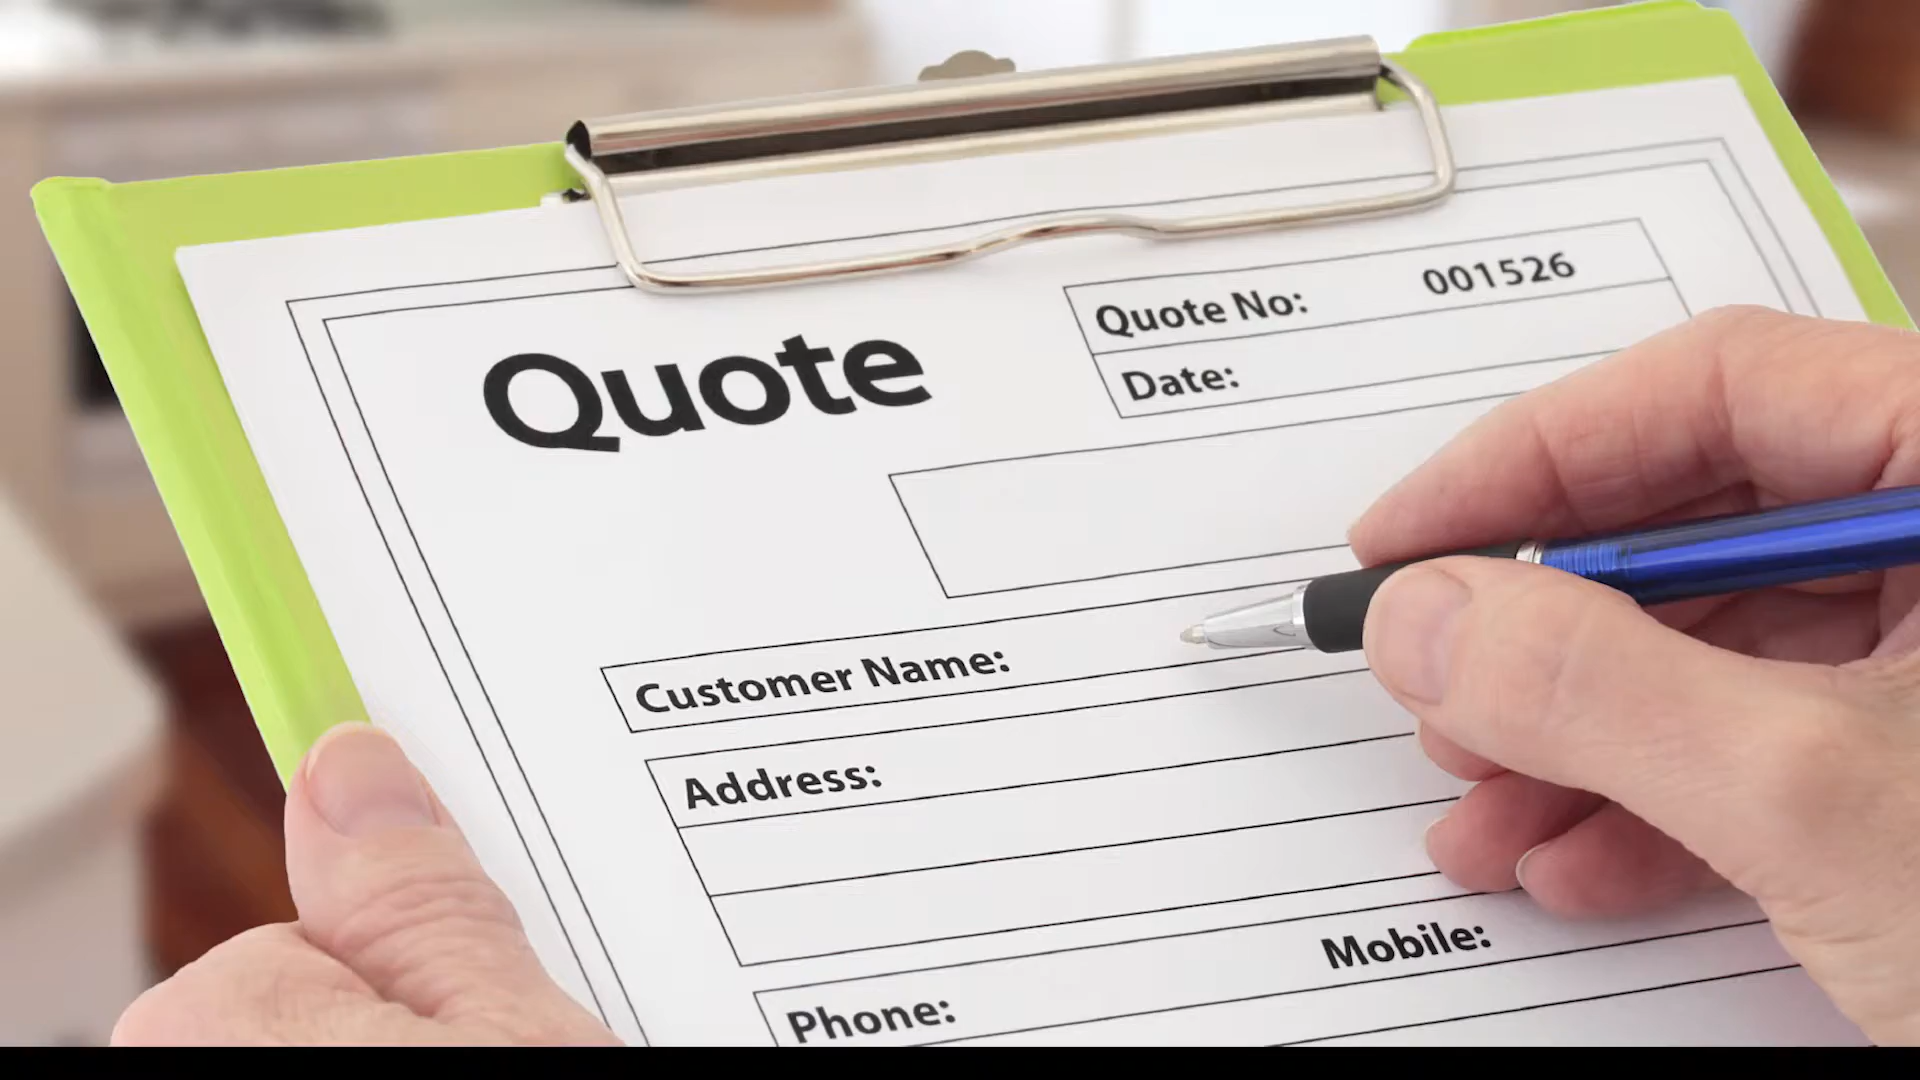 Quote
Quote No: 001526
Date:
Customer Name:
Address:
Phone: Mobile: